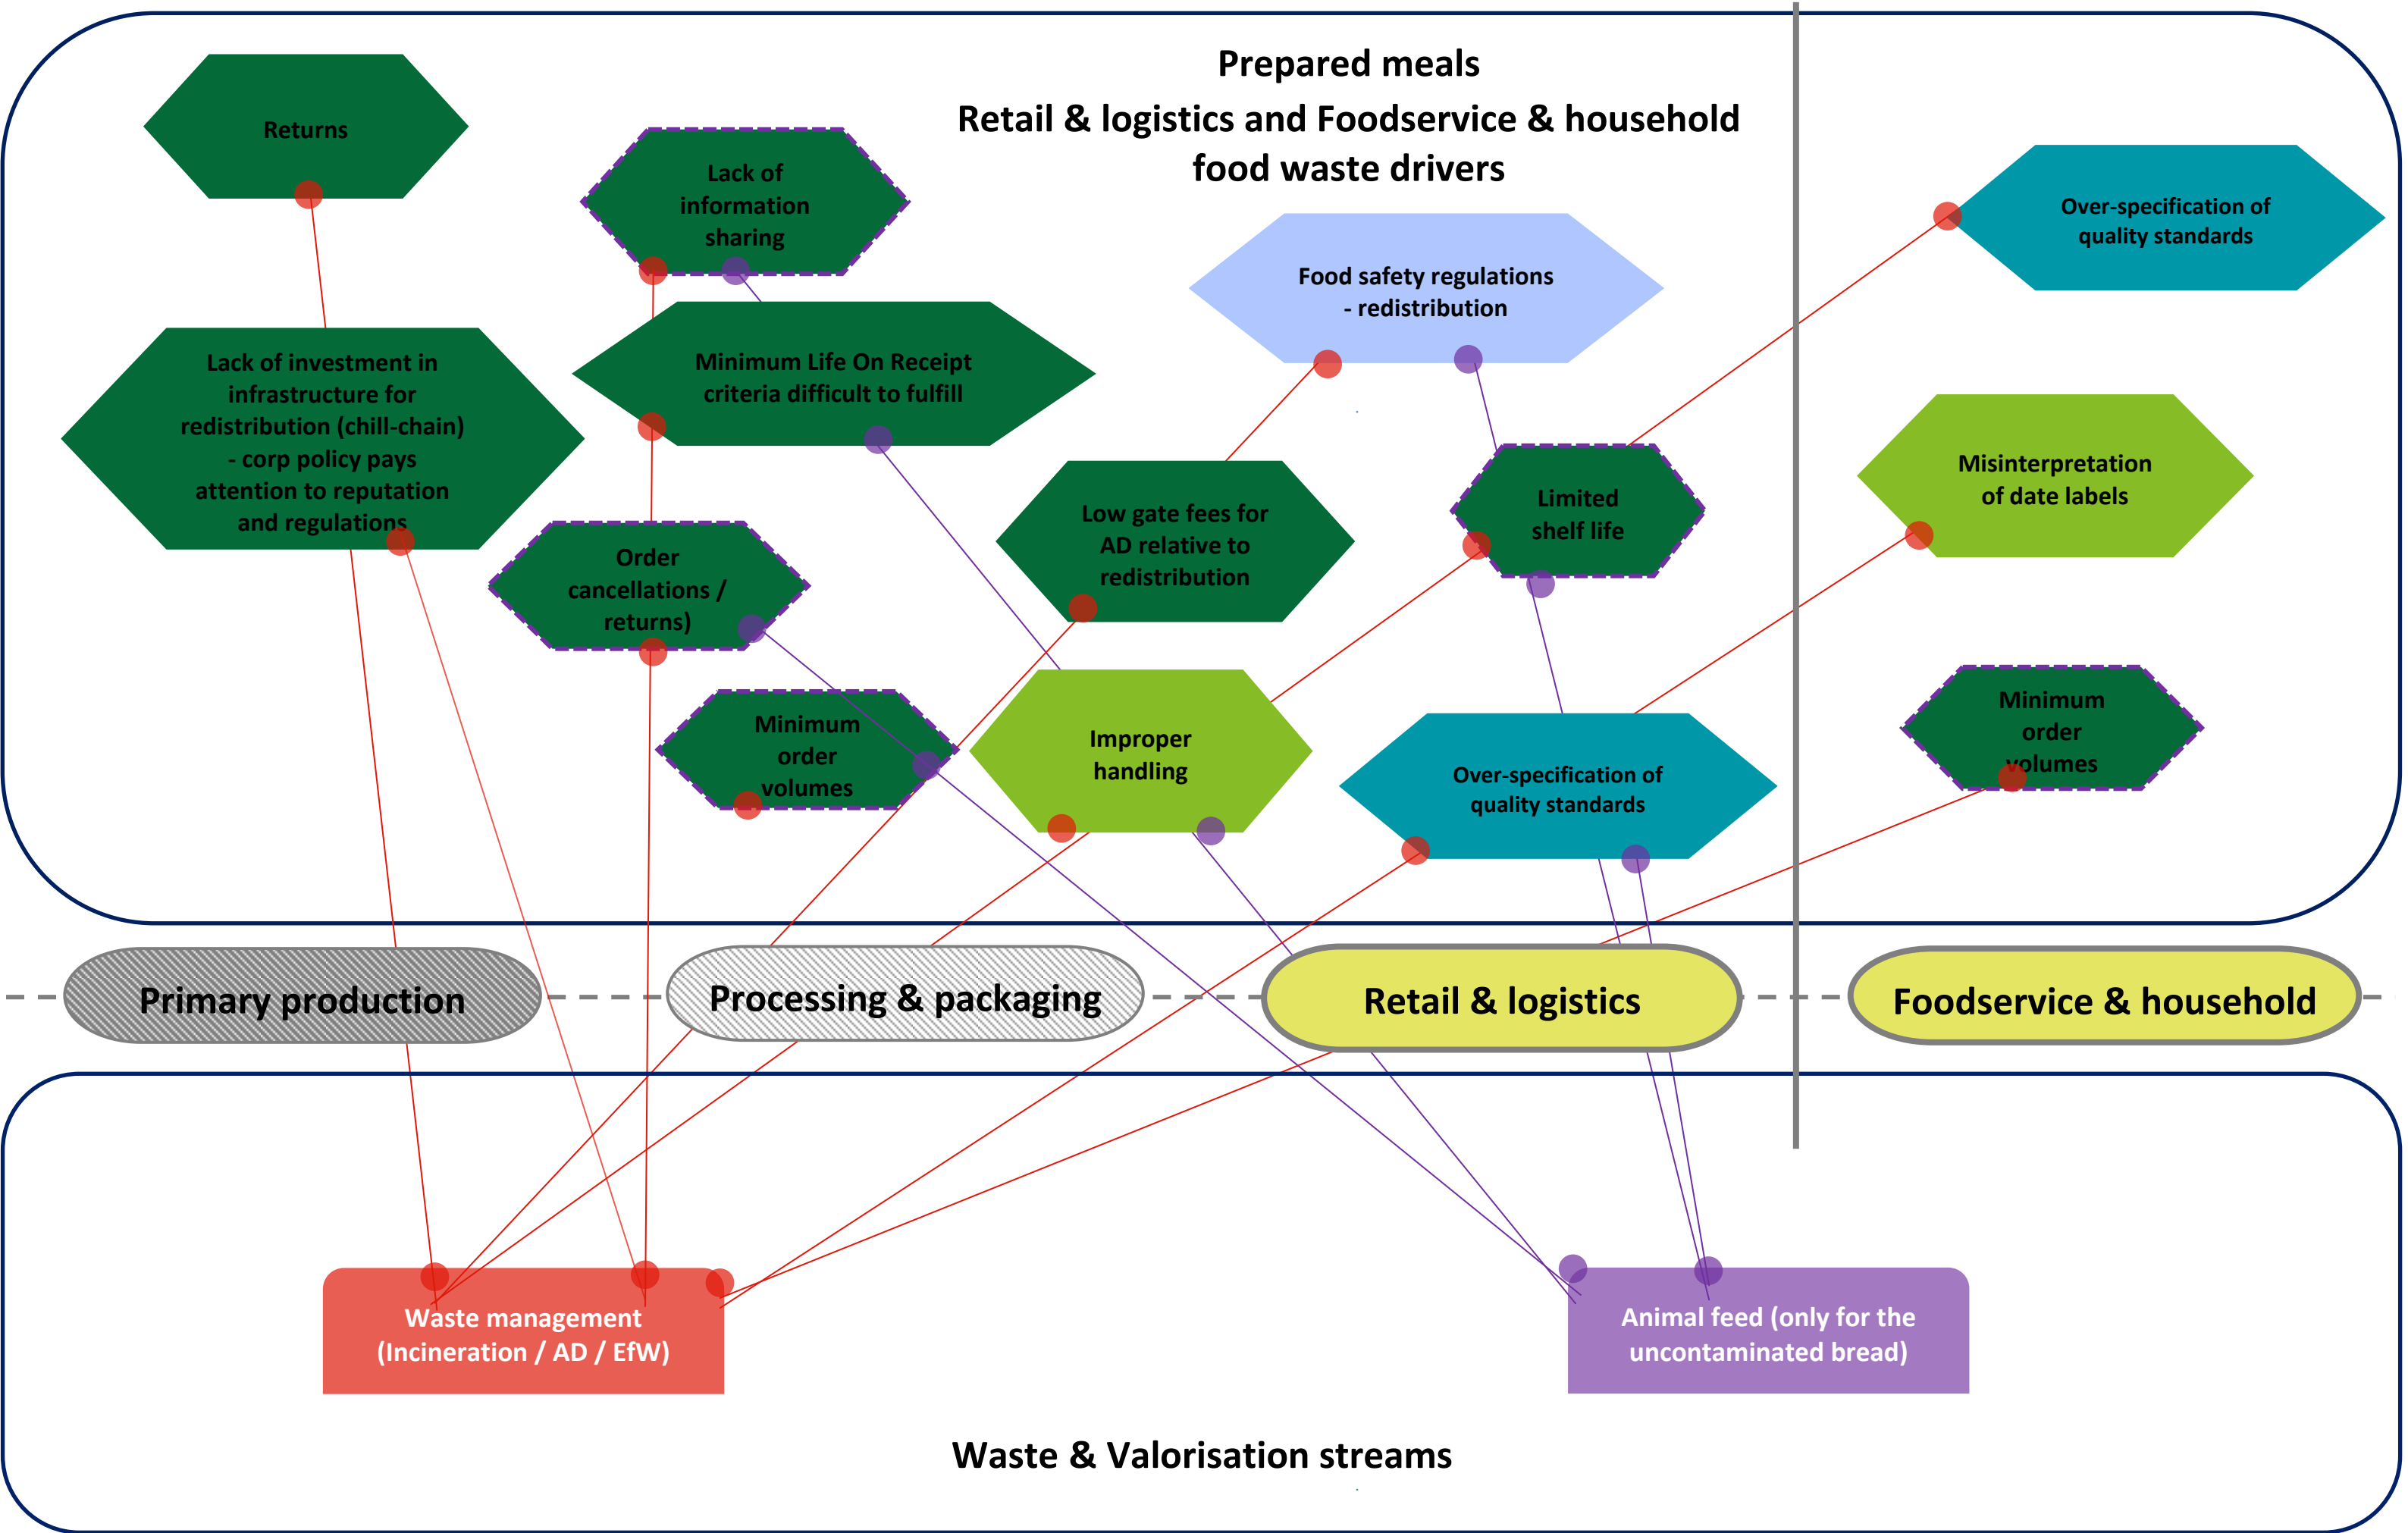 Prepared meals
Retail & logistics and Foodservice & household
food waste drivers
Returns
Lack of
information
sharing
Over-specification of
quality standards
Food safety regulations
- redistribution
Lack of investment in
infrastructure for
redistribution (chill-chain)
- corp policy pays
attention to reputation
and regulations
Minimum Life On Receipt
criteria difficult to fulfill
Low gate fees for
AD relative to
redistribution
Limited
shelf life
Misinterpretation
of date labels
Order
cancellations /
returns)
Minimum
order
volumes
Improper
handling
Over-specification of
quality standards
Minimum
order
volumes
Primary production
Processing & packaging
Retail & logistics
Foodservice & household
Waste management
(Incineration / AD / EfW)
Animal feed (only for the
uncontaminated bread)
Waste & Valorisation streams